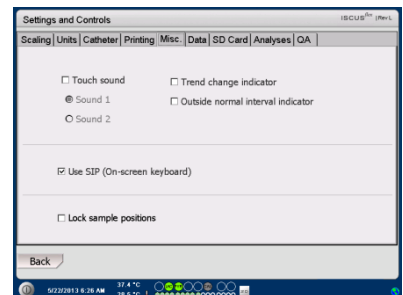 Settings and Controls
ISCUSflex |Rev L
Scaling Units Catheter Printing Misc. Data SD Card Analyses QA
Touch sound
Trend change indicator
Sound 1
Outside normal interval indicator
Sound 2
Use SIP (On-screen keyboard)
Lock sample positions
Back
5/22/2013 6:26 AM
37.4 °C